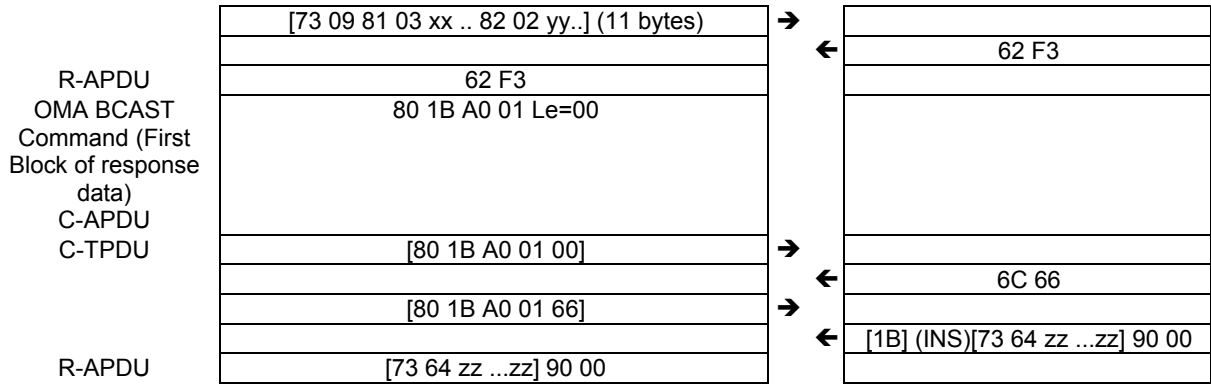 [73 09 81 03 xx .. 82 02 yy..] (11 bytes) ➔
🡰 62 F3
R-APDU 62 F3
OMA BCAST 80 1B A0 01 Le=00
Command (First
Block of response
data)
C-APDU
C-TPDU [80 1B A0 01 00] ➔
🡰 6C 66
[80 1B A0 01 66] ➔
🡰 [1B] (INS)[73 64 zz ...zz] 90 00
R-APDU [73 64 zz ...zz] 90 00